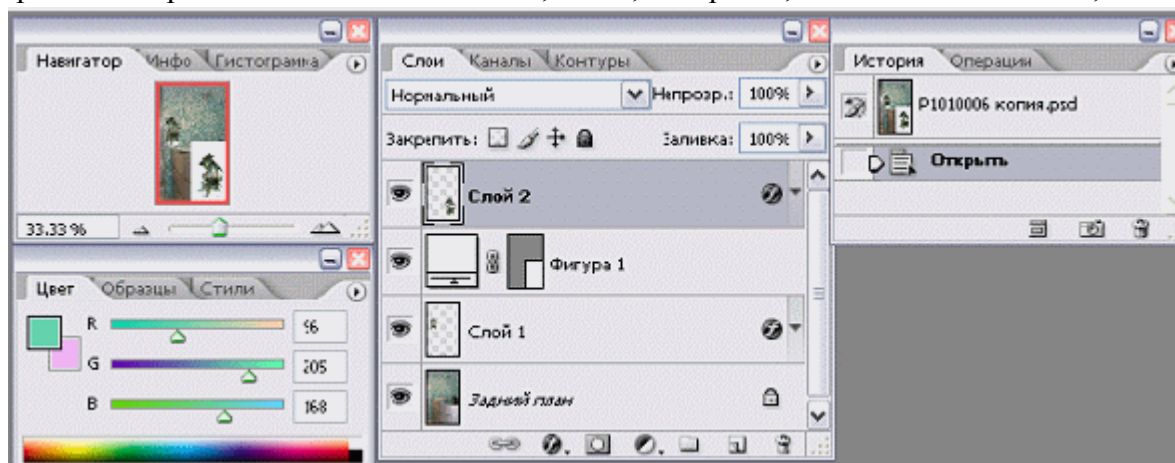 Навигатор Инфо Гистограмма
33.33 %
Цвет Образцы Стили
R 96
G 205
B 168
Слои Каналы Контуры
Нормальный Непрозр.: 100%
Закрепить: Заливка: 100%
Слой 2
Фигура 1
Слой 1
Задний план
История Операции
P1010006 копия.psd
Открыть